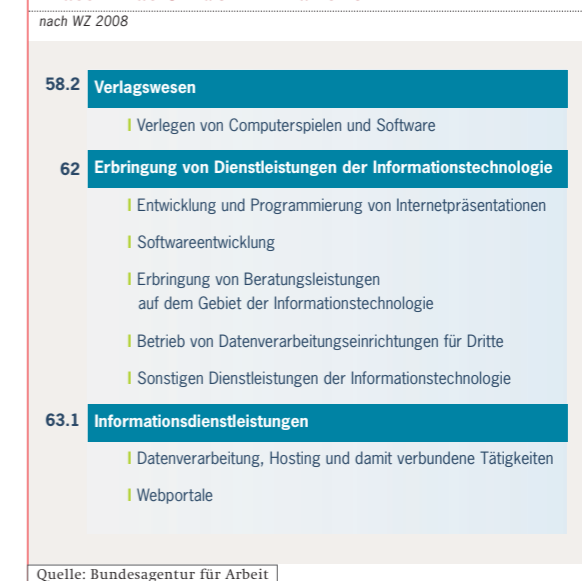 nach WZ 2008
58.2 Verlagswesen
Verlegen von Computerspielen und Software
62 Erbringung von Dienstleistungen der Informationstechnologie
Entwicklung und Programmierung von Internetpräsentationen
Softwareentwicklung
Erbringung von Beratungsleistungen
auf dem Gebiet der Informationstechnologie
Betrieb von Datenverarbeitungseinrichtungen für Dritte
Sonstigen Dienstleistungen der Informationstechnologie
63.1 Informationsdienstleistungen
Datenverarbeitung, Hosting und damit verbundene Tätigkeiten
Webportale
Quelle: Bundesagentur für Arbeit